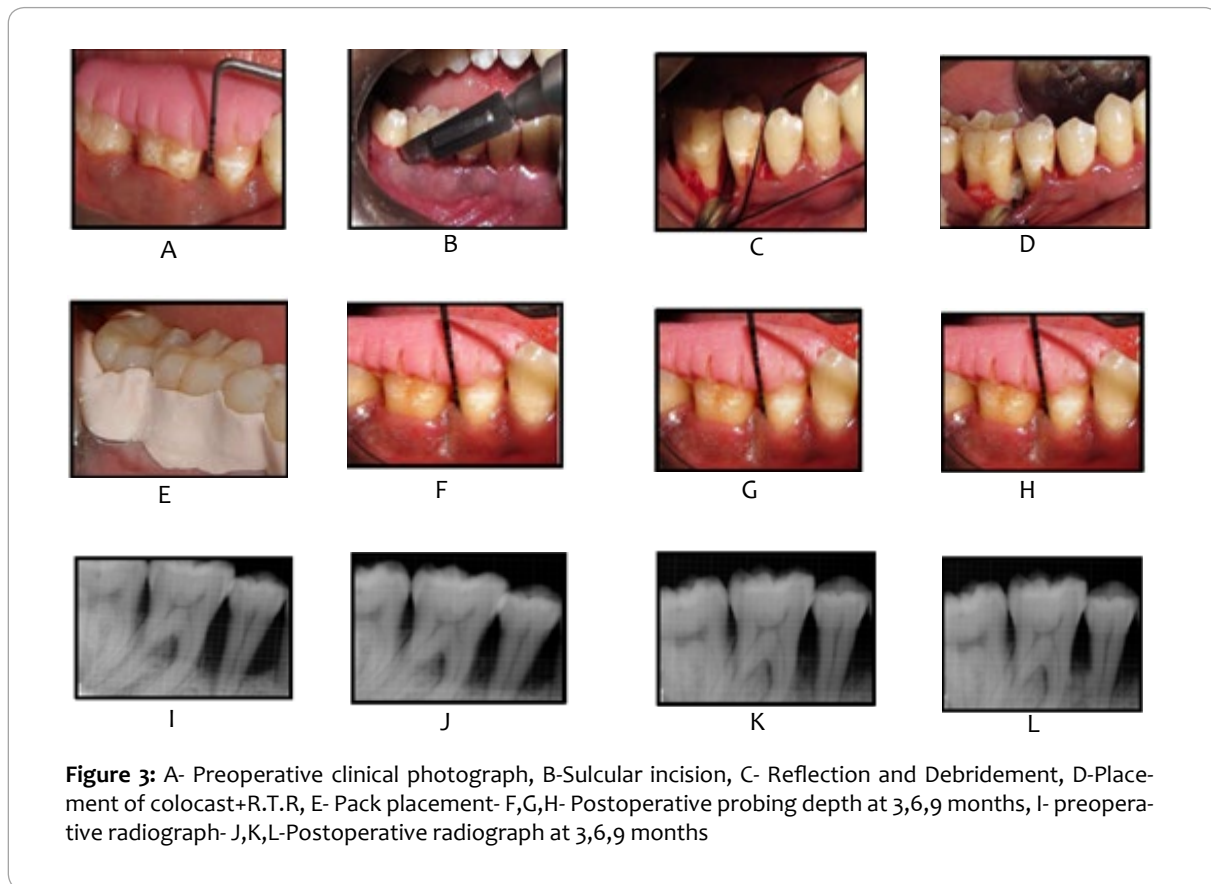 A
B
C
D
E
F
G
H
I
J
K
L
Figure 3: A- Preoperative clinical photograph, B-Sulcular incision, C- Reflection and Debridement, D-Place-
ment of colocast+R.T.R, E- Pack placement- F,G,H- Postoperative probing depth at 3,6,9 months, I- preopera-
tive radiograph- J,K,L-Postoperative radiograph at 3,6,9 months